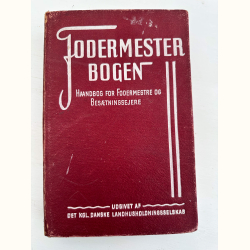 FODERMESTER
BOGEN
HAANDBOG FOR FODERMESTRE OG
BESÆTNINGSEJERE
UDGIVET AF
DET KGL. DANSKE LANDHUSHOLDNINGSSELSKAB